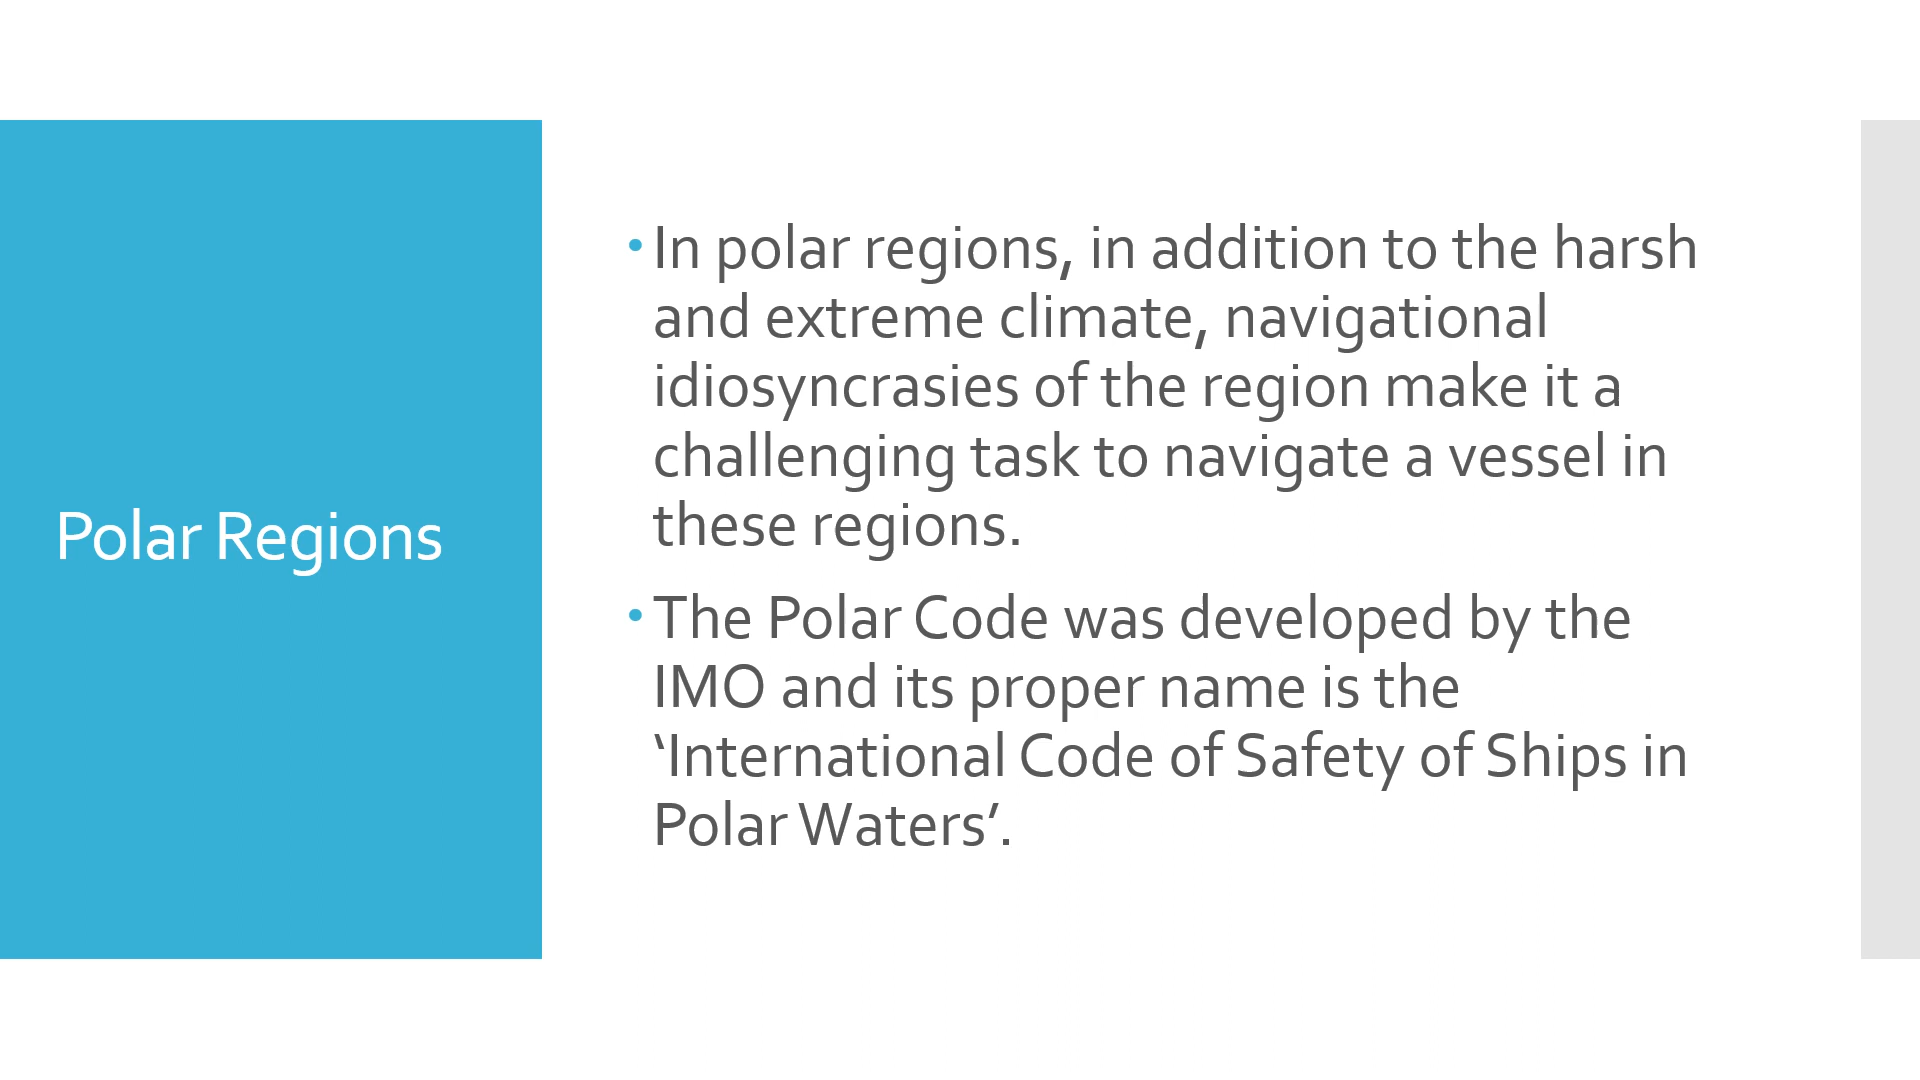 Polar Regions
• In polar regions, in addition to the harsh
and extreme climate, navigational
idiosyncrasies of the region make it a
challenging task to navigate a vessel in
these regions.
• The Polar Code was developed by the
IMO and its proper name is the
‘International Code of Safety of Ships in
Polar Waters’.